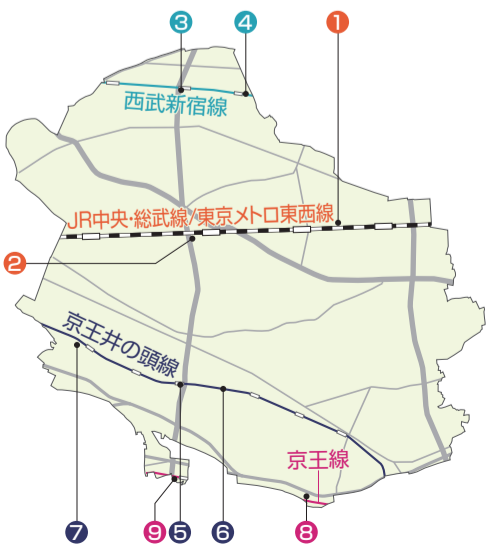 ❸ ❹ ❶
西武新宿線
JR中央・総武線/東京メトロ東西線
❷
京王井の頭線
京王線
❼ ❾ ❺ ❻ ❽